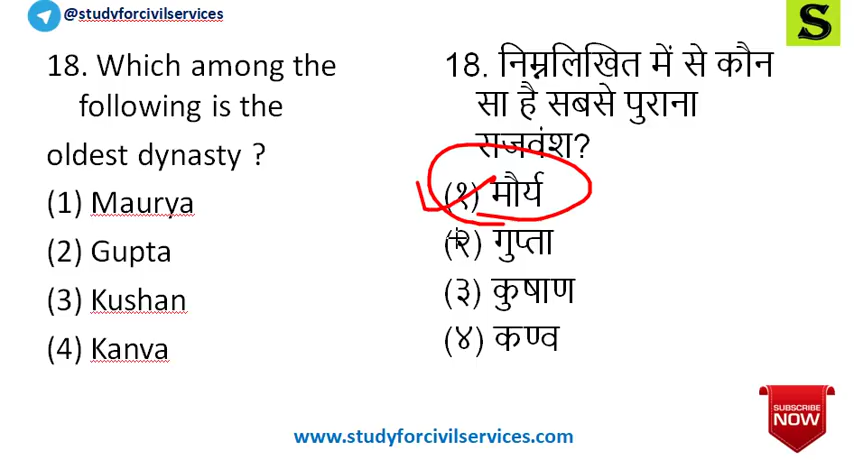 @studyforcivilservices
S
18. Which among the
following is the
oldest dynasty ?
(1) Maurya
(2) Gupta
(3) Kushan
(4) Kanva
18. निम्नलिखित में से कौन
सा है सबसे पुराना
राजवंश?
(१) मौर्य
(२) गुप्ता
(३) कुषाण
(४) कण्व
SUBSCRIBE
NOW
www.studyforcivilservices.com